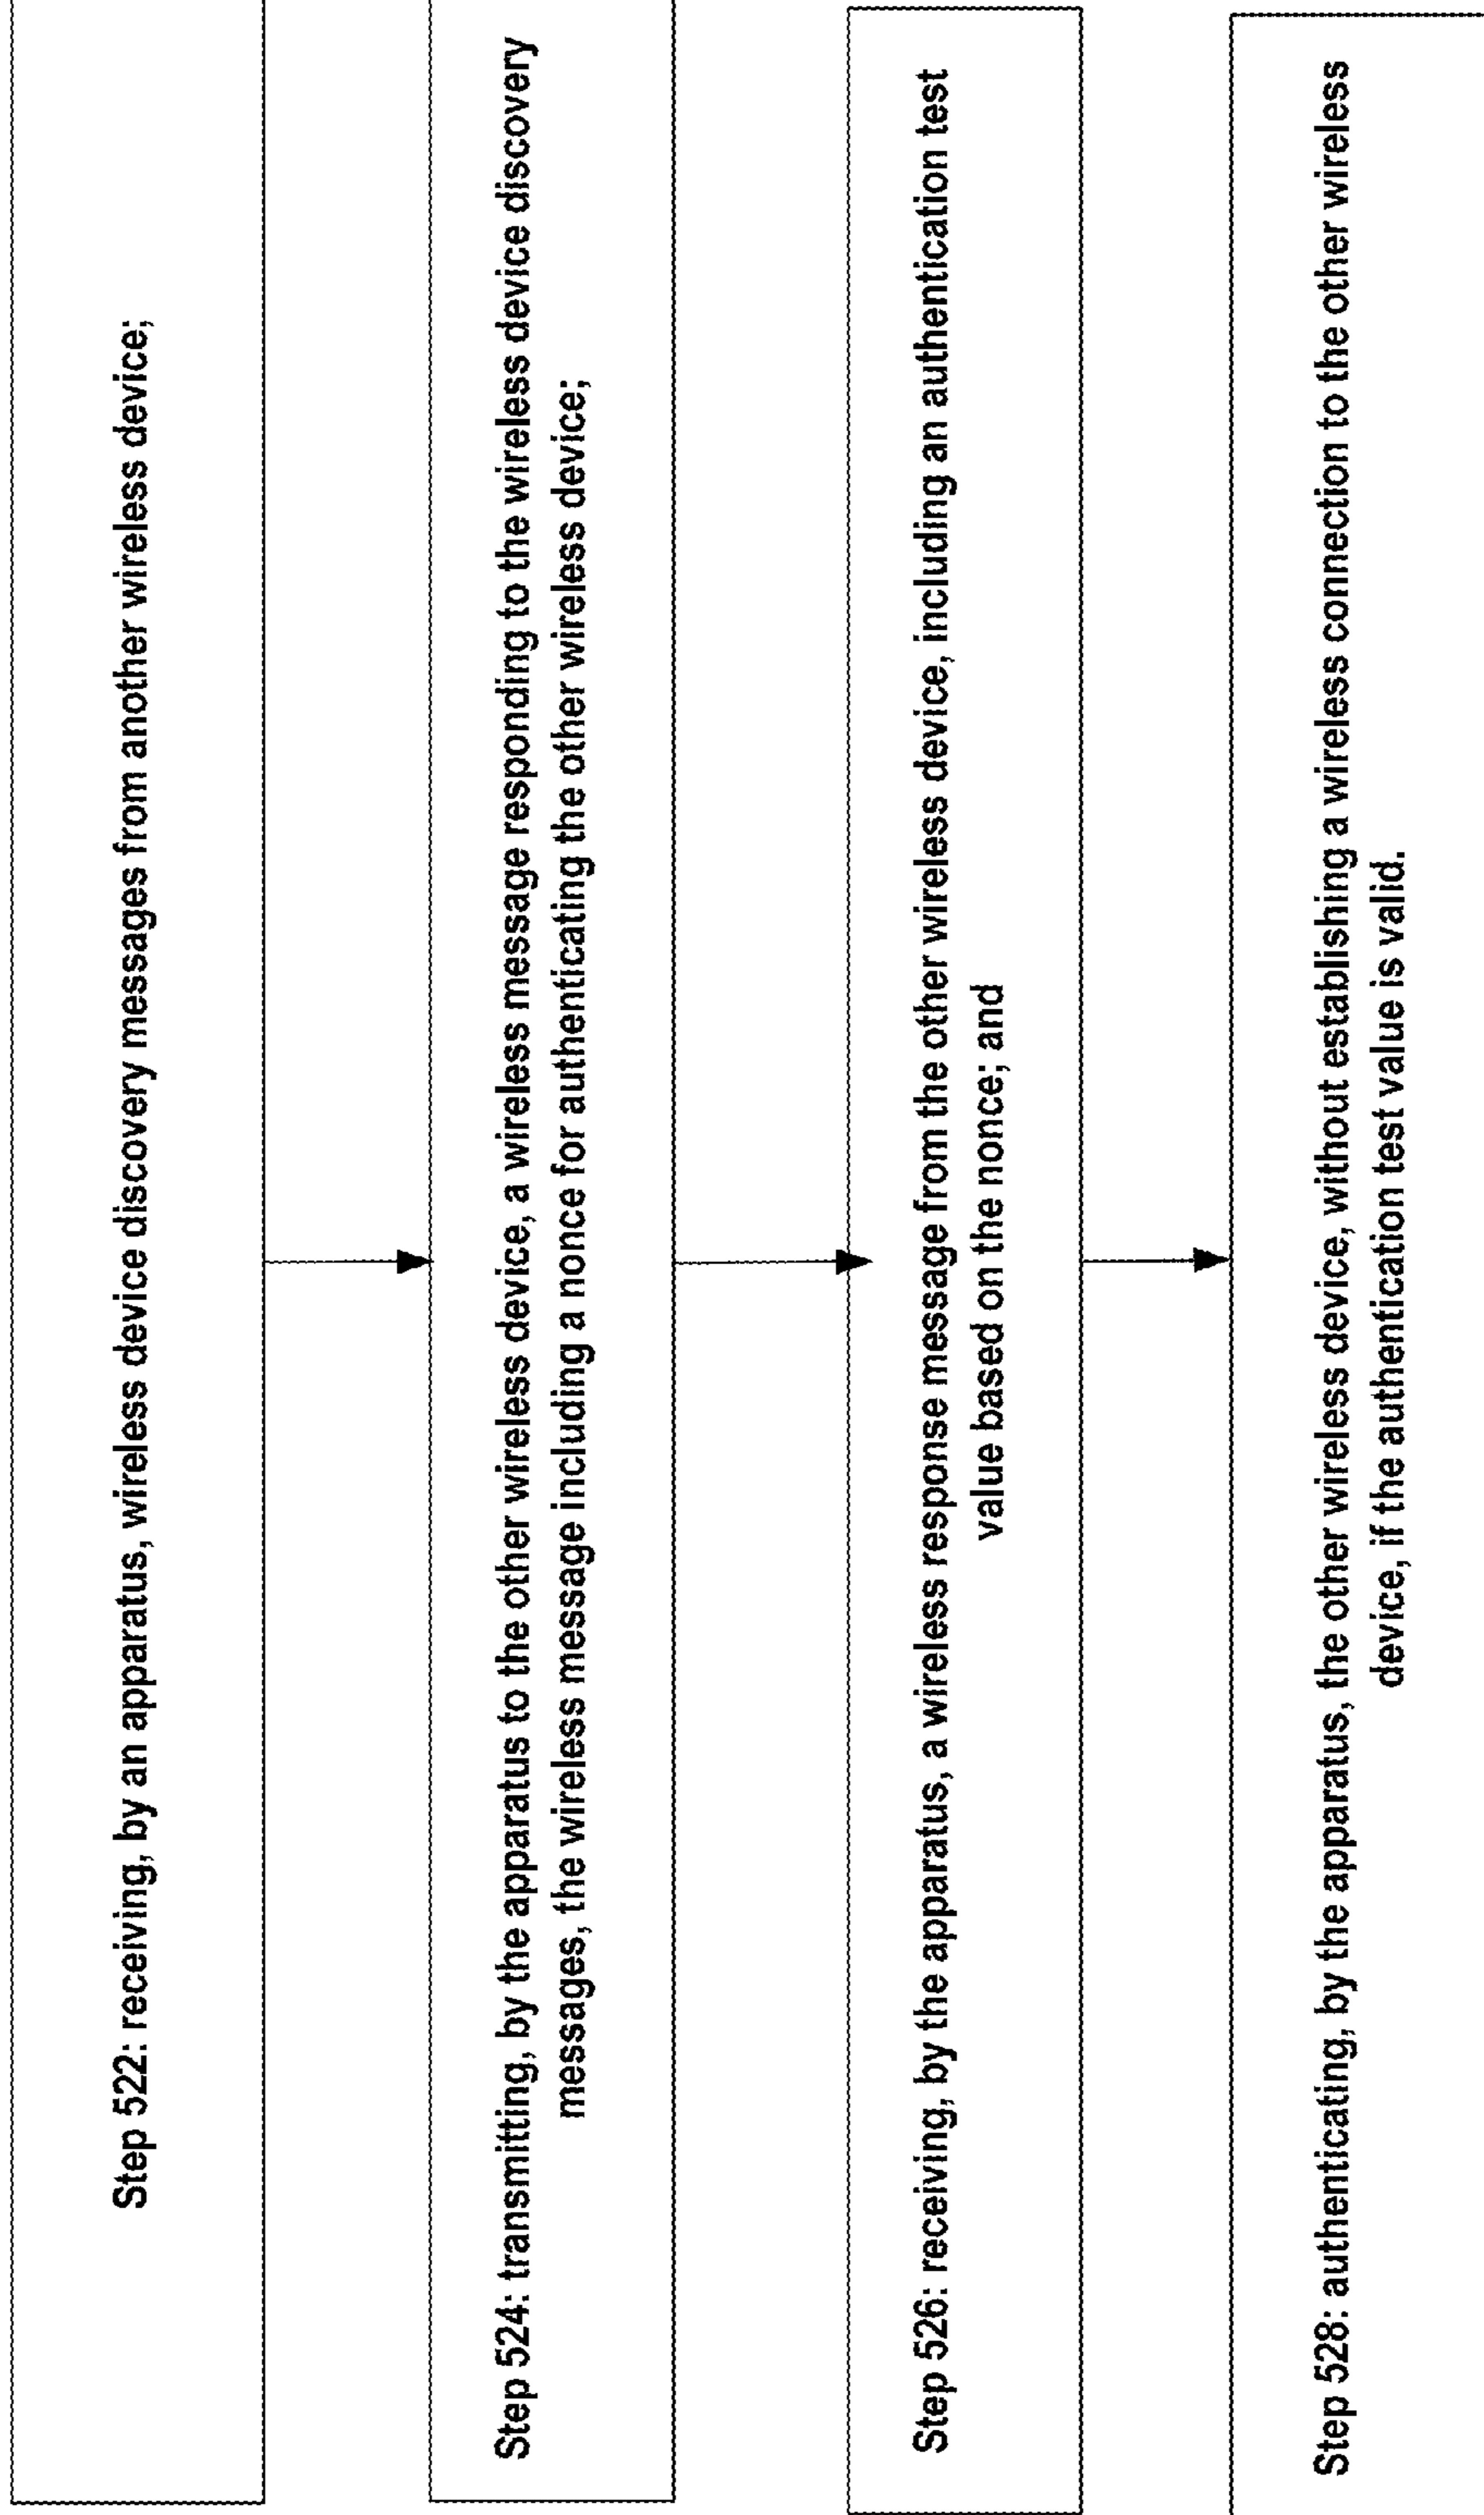 Step 522: receiving, by an apparatus, wireless device discovery messages from another wireless device;
Step 524: transmitting, by the apparatus to the other wireless device, a wireless message responding to the wireless device discovery
messages, the wireless message including a nonce for authenticating the other wireless device;
Step 526: receiving, by the apparatus, a wireless response message from the other wireless device, including an authentication test
value based on the nonce; and
Step 528: authenticating, by the apparatus, the other wireless device, without establishing a wireless connection to the other wireless
device, if the authentication test value is valid.